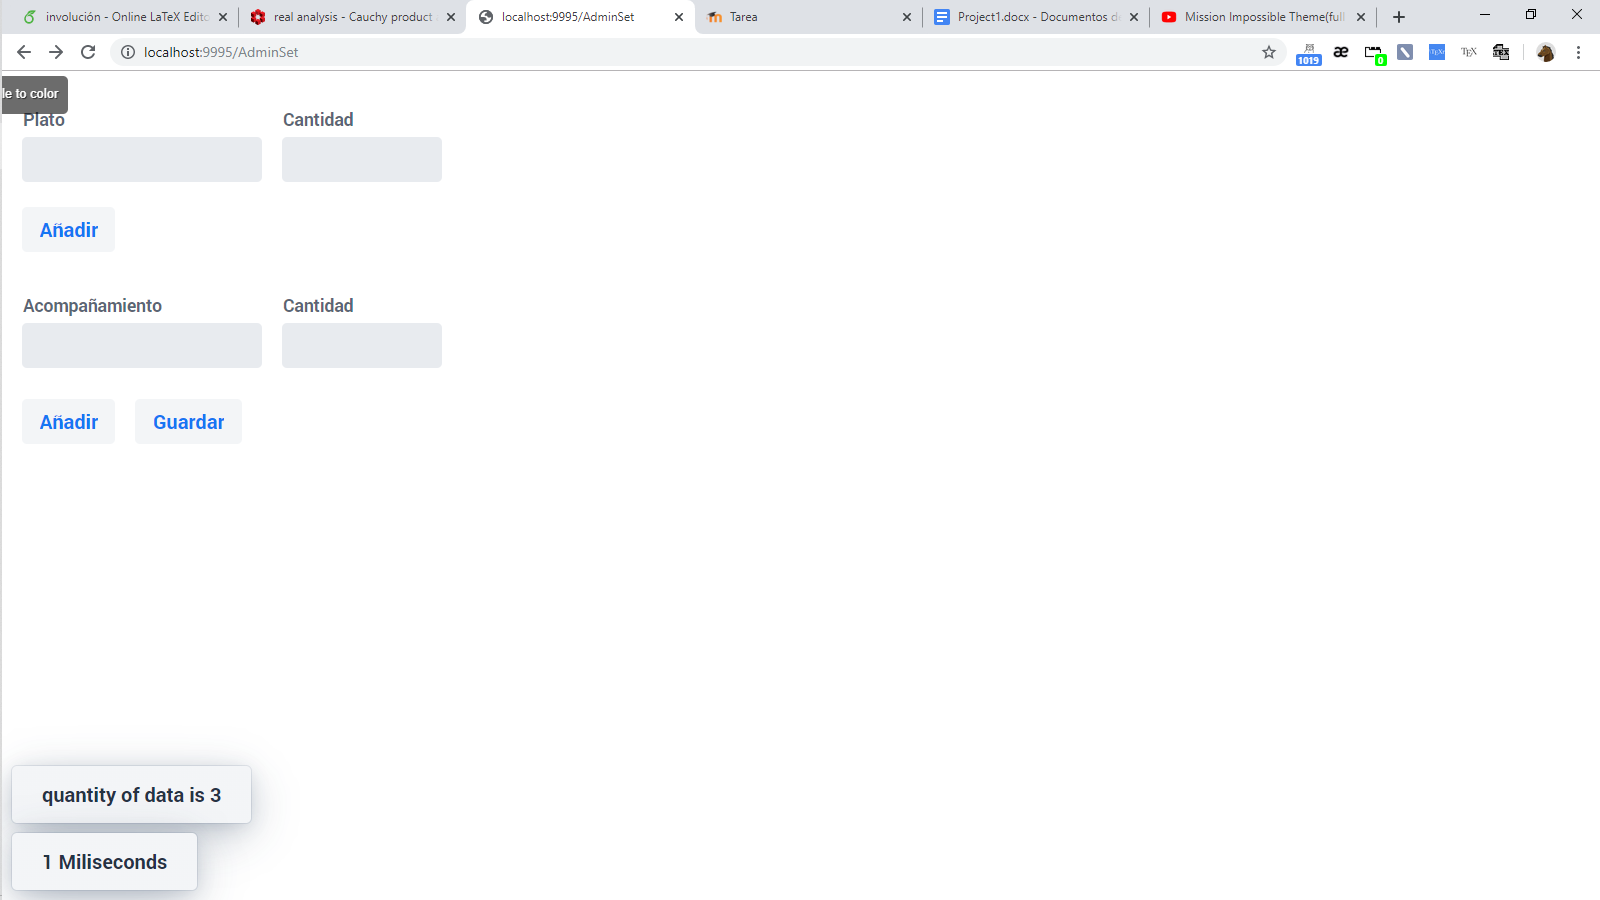 involución - Online LaTeX Edito
real analysis - Cauchy product
localhost:9995/AdminSet
Tarea
Project1.docx - Documentos d
Mission Impossible Theme(full
localhost:9995/AdminSet
1019
æ
0
TEX
le to color
Plato
Cantidad
Añadir
Acompañamiento
Cantidad
Añadir
Guardar
quantity of data is 3
1 Miliseconds